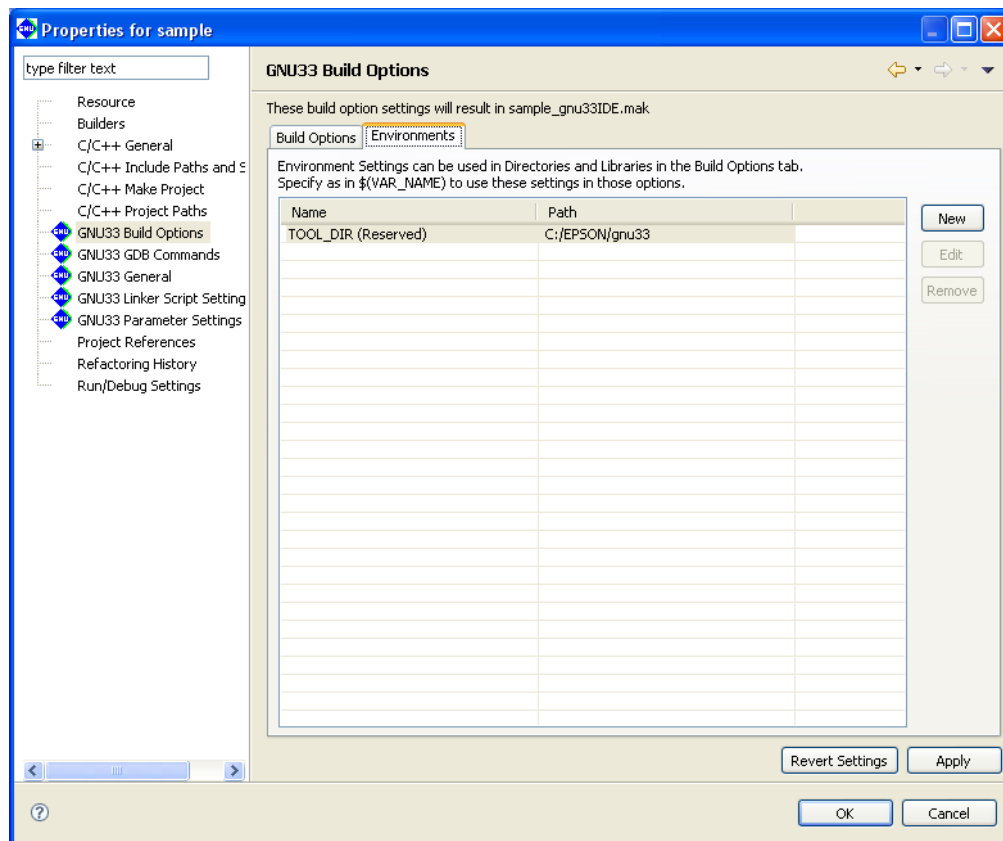 Properties for sample
type filter text
Resource
Builders
C/C++ General
C/C++ Include Paths and S
C/C++ Make Project
C/C++ Project Paths
GNU33 Build Options
GNU33 GDB Commands
GNU33 General
GNU33 Linker Script Setting
GNU33 Parameter Settings
Project References
Refactoring History
Run/Debug Settings
GNU33 Build Options
These build option settings will result in sample_gnu33IDE.mak
Build Options Environments
Environment Settings can be used in Directories and Libraries in the Build Options tab.
Specify as in $(VAR_NAME) to use these settings in those options.
Name Path
TOOL_DIR (Reserved) C:/EPSON/gnu33
New
Edit
Remove
Revert Settings Apply
OK Cancel